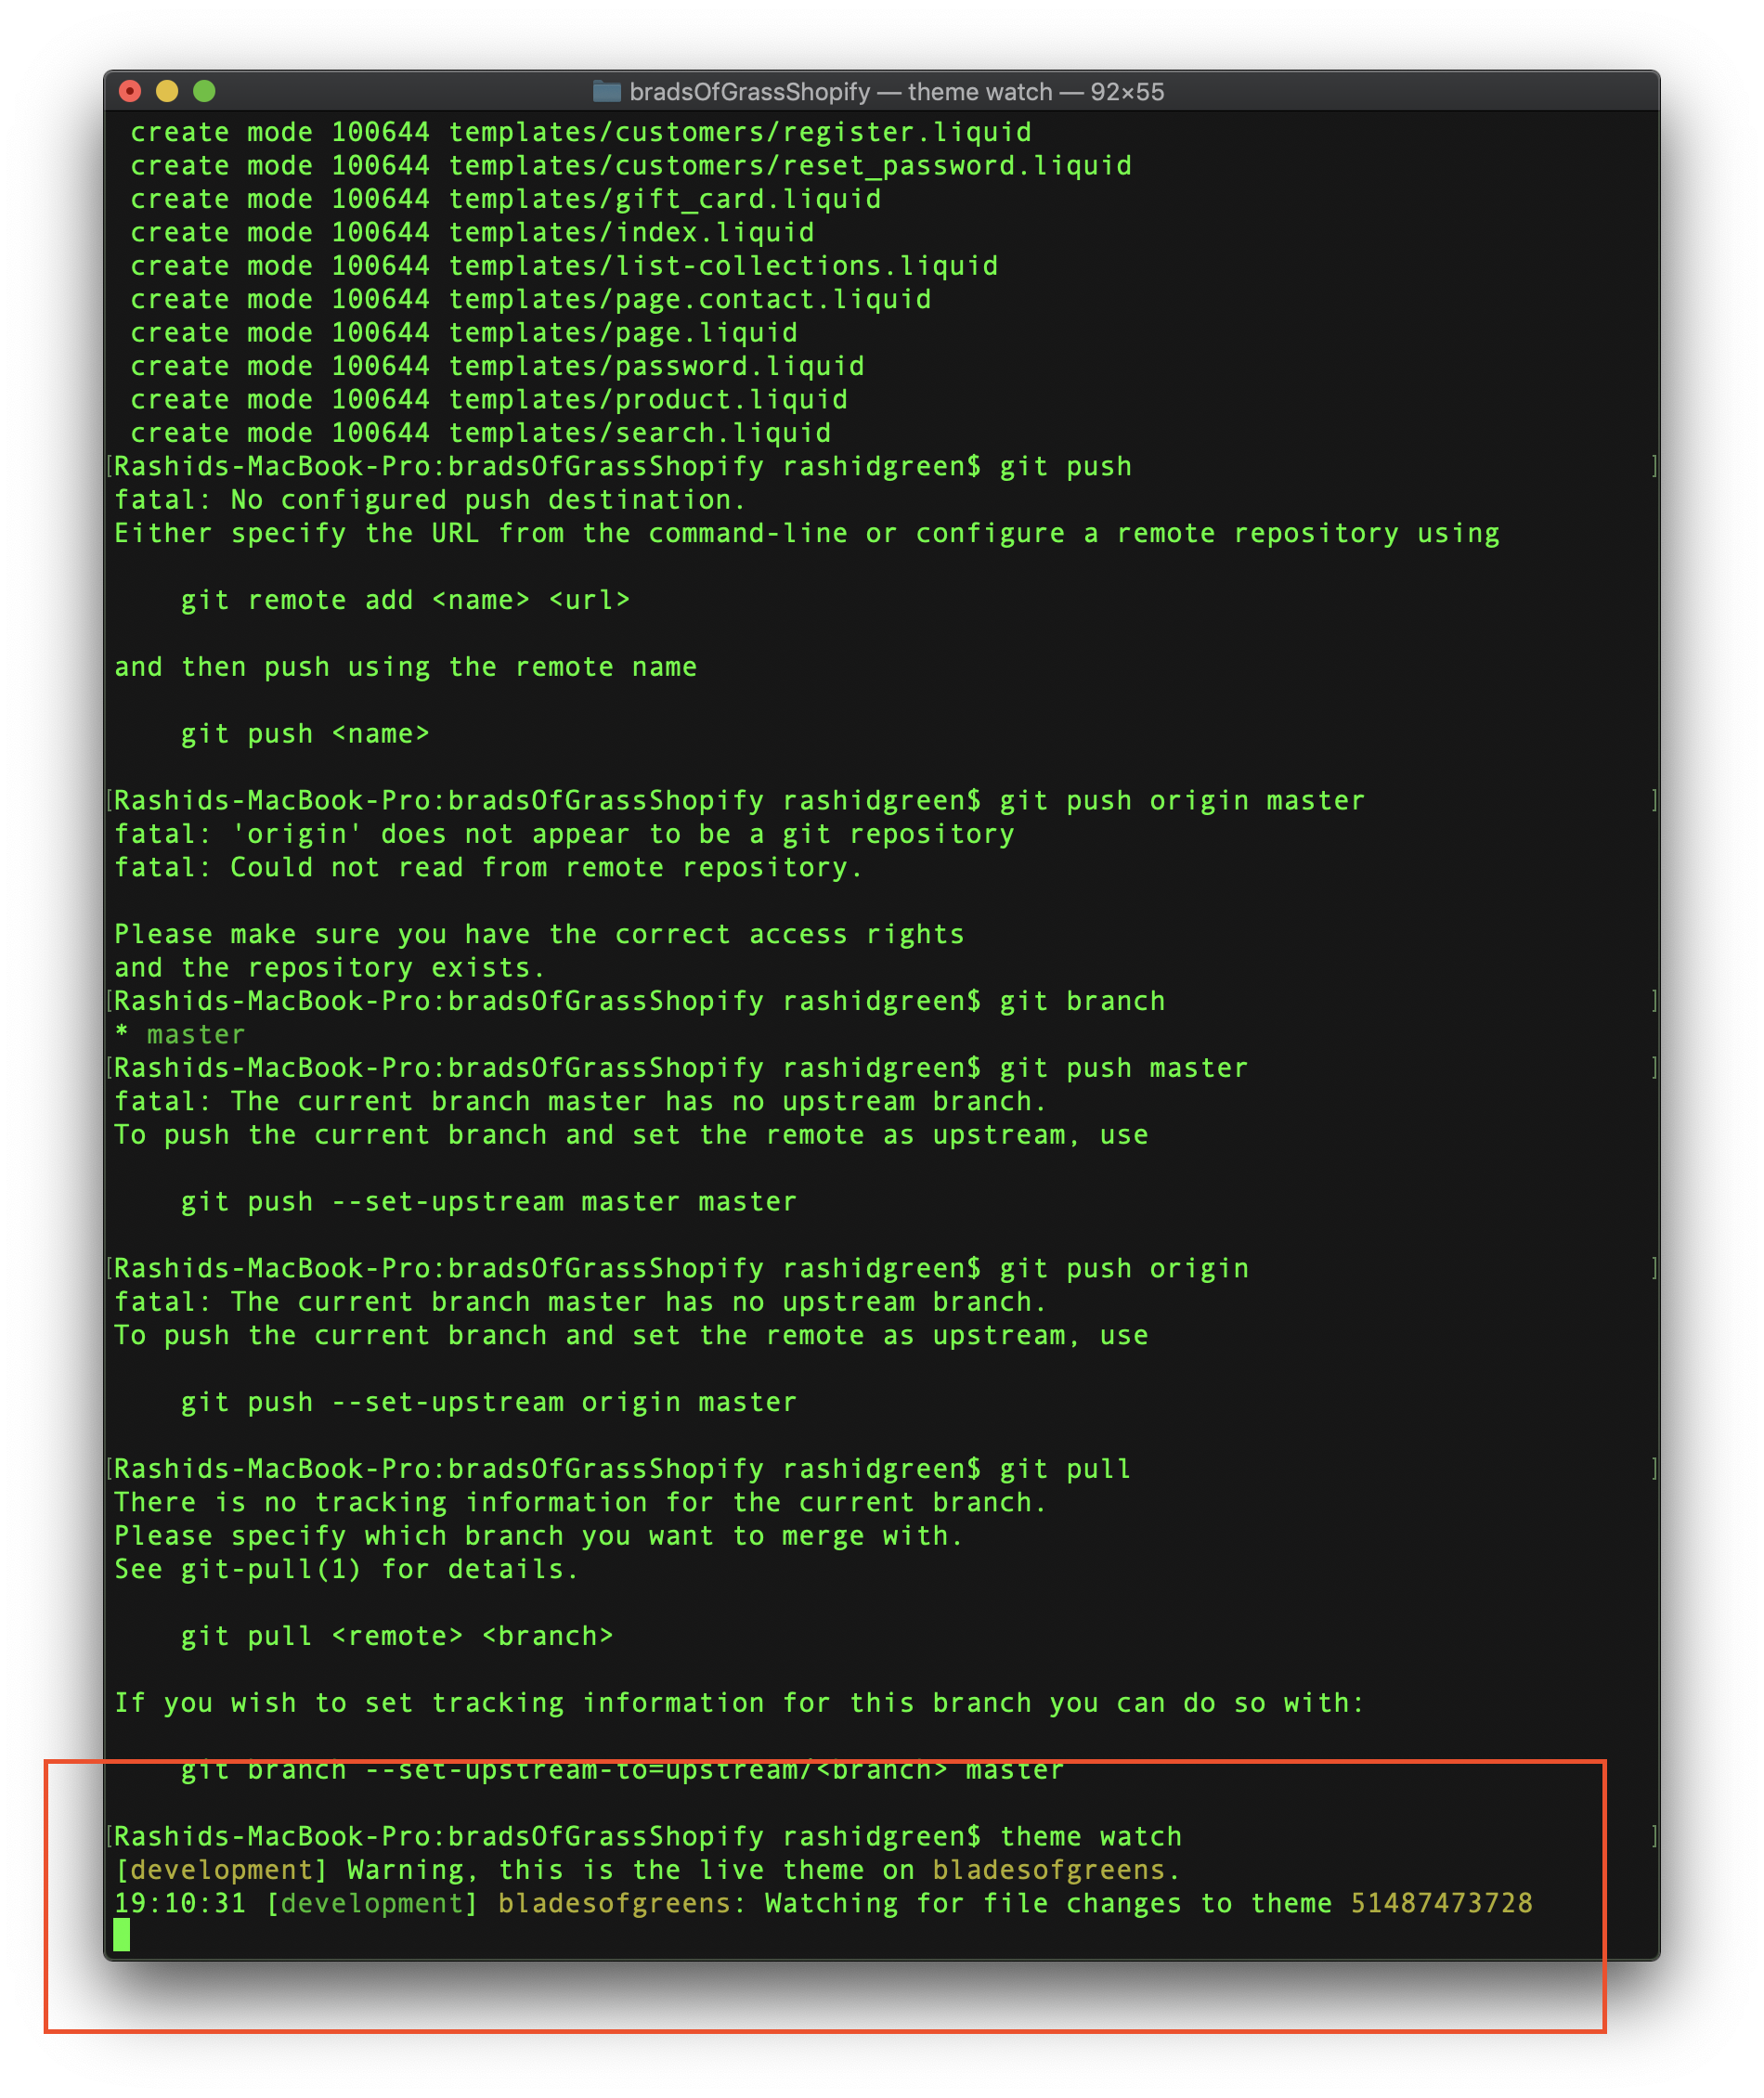 bradsOfGrassShopify — theme watch — 92×55
create mode 100644 templates/customers/register.liquid
create mode 100644 templates/customers/reset_password.liquid
create mode 100644 templates/gift_card.liquid
create mode 100644 templates/index.liquid
create mode 100644 templates/list-collections.liquid
create mode 100644 templates/page.contact.liquid
create mode 100644 templates/page.liquid
create mode 100644 templates/password.liquid
create mode 100644 templates/product.liquid
create mode 100644 templates/search.liquid
[Rashids-MacBook-Pro:bradsOfGrassShopify rashidgreen$ git push ]
fatal: No configured push destination.
Either specify the URL from the command-line or configure a remote repository using
git remote add <name> <url>
and then push using the remote name
git push <name>
[Rashids-MacBook-Pro:bradsOfGrassShopify rashidgreen$ git push origin master ]
fatal: 'origin' does not appear to be a git repository
fatal: Could not read from remote repository.
Please make sure you have the correct access rights
and the repository exists.
[Rashids-MacBook-Pro:bradsOfGrassShopify rashidgreen$ git branch ]
* master
[Rashids-MacBook-Pro:bradsOfGrassShopify rashidgreen$ git push master ]
fatal: The current branch master has no upstream branch.
To push the current branch and set the remote as upstream, use
git push --set-upstream master master
[Rashids-MacBook-Pro:bradsOfGrassShopify rashidgreen$ git push origin ]
fatal: The current branch master has no upstream branch.
To push the current branch and set the remote as upstream, use
git push --set-upstream origin master
[Rashids-MacBook-Pro:bradsOfGrassShopify rashidgreen$ git pull ]
There is no tracking information for the current branch.
Please specify which branch you want to merge with.
See git-pull(1) for details.
git pull <remote> <branch>
If you wish to set tracking information for this branch you can do so with:
git branch --set-upstream-to=upstream/<branch> master
[Rashids-MacBook-Pro:bradsOfGrassShopify rashidgreen$ theme watch ]
[development] Warning, this is the live theme on bladesofgreens.
19:10:31 [development] bladesofgreens: Watching for file changes to theme 51487473728